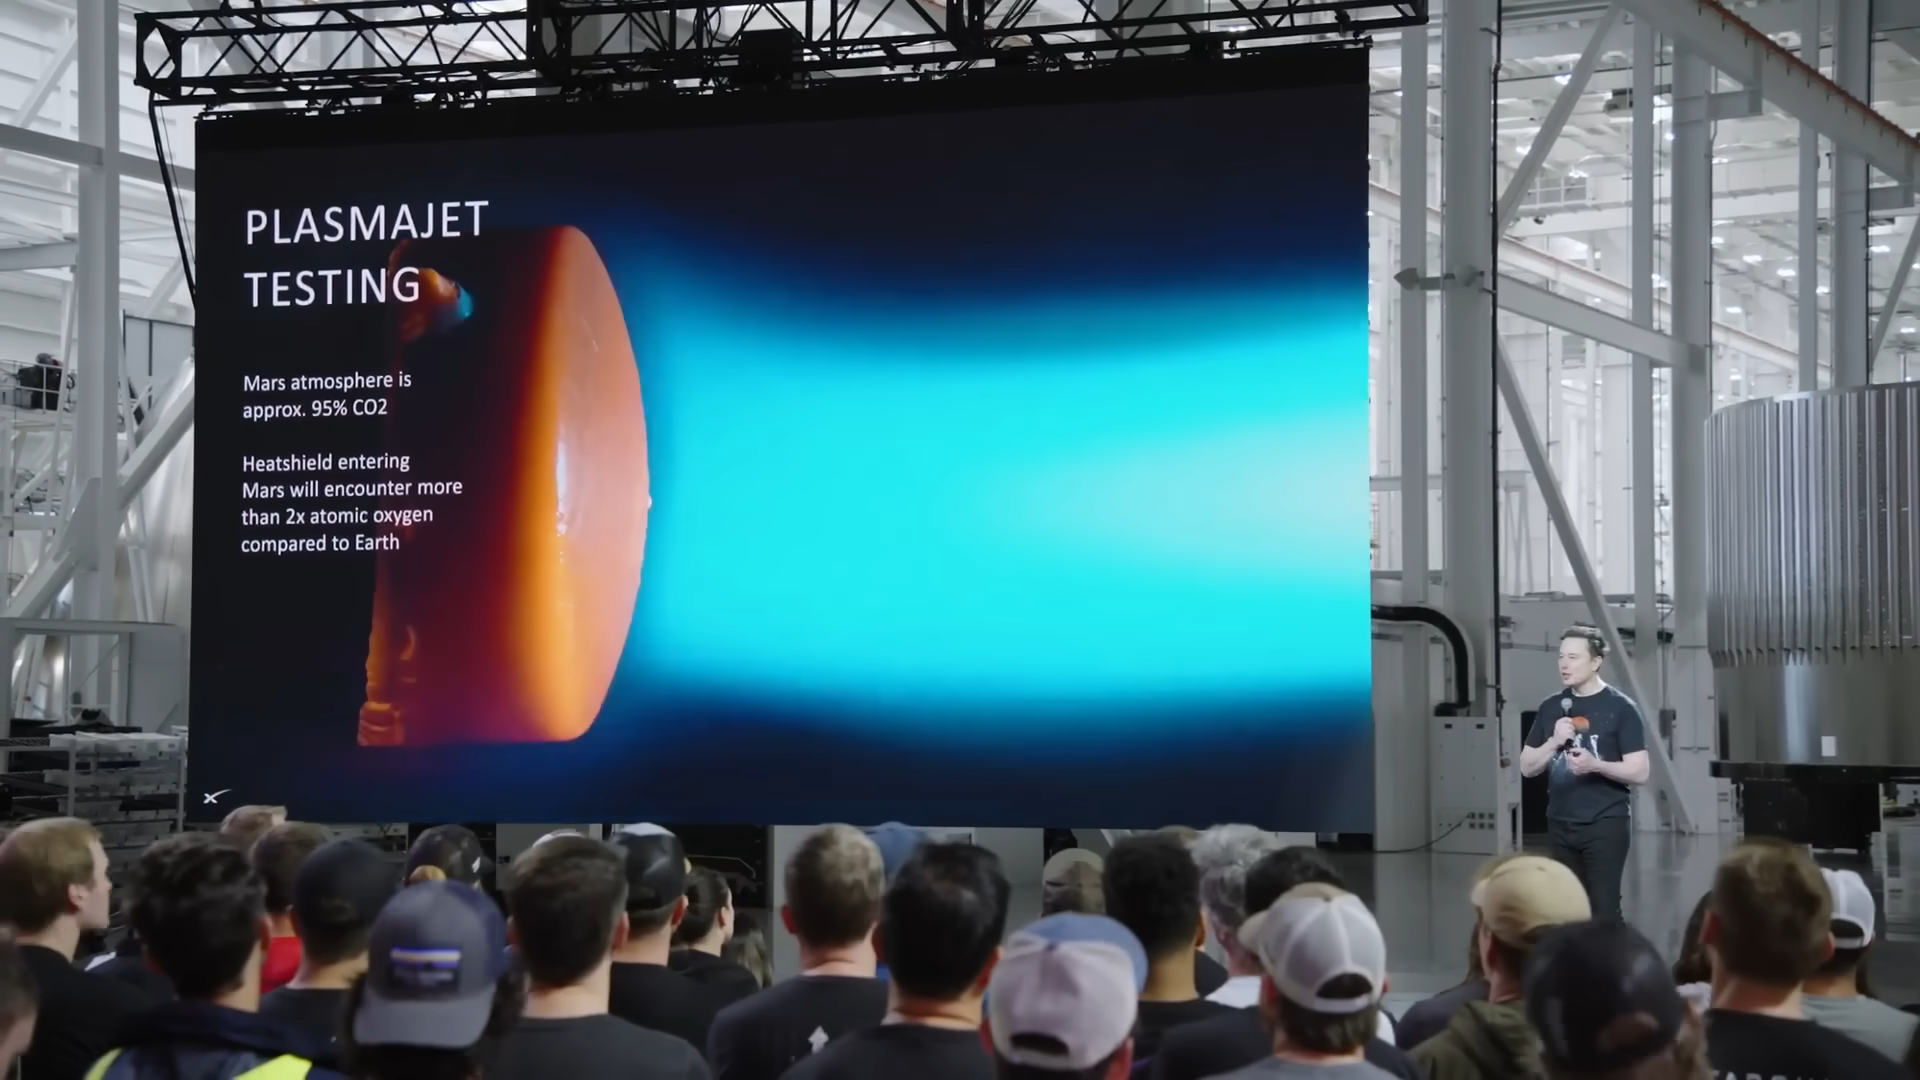 PLASMAJET
TESTING
Mars atmosphere is
approx. 95% CO2
Heatshield entering
Mars will encounter more
than 2x atomic oxygen
compared to Earth